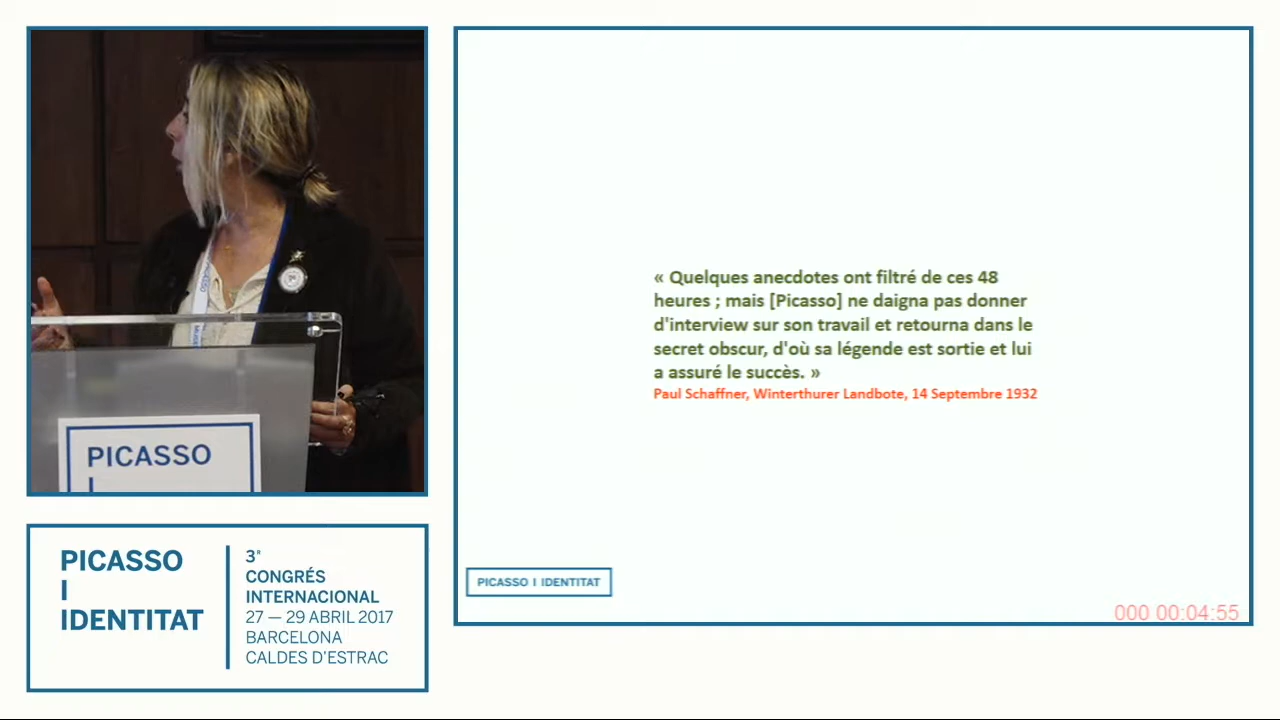 PICASSO
I
PICASSO
I
IDENTITAT
3º
CONGRÉS
INTERNACIONAL
27 — 29 ABRIL 2017
BARCELONA
CALDES D'ESTRAC
« Quelques anecdotes ont filtré de ces 48
heures ; mais [Picasso] ne daigna pas donner
d'interview sur son travail et retourna dans le
secret obscur, d'où sa légende est sortie et lui
a assuré le succès. »
Paul Schaffner, Winterthurer Landbote, 14 Septembre 1932
PICASSO I IDENTITAT
000 00:04:55